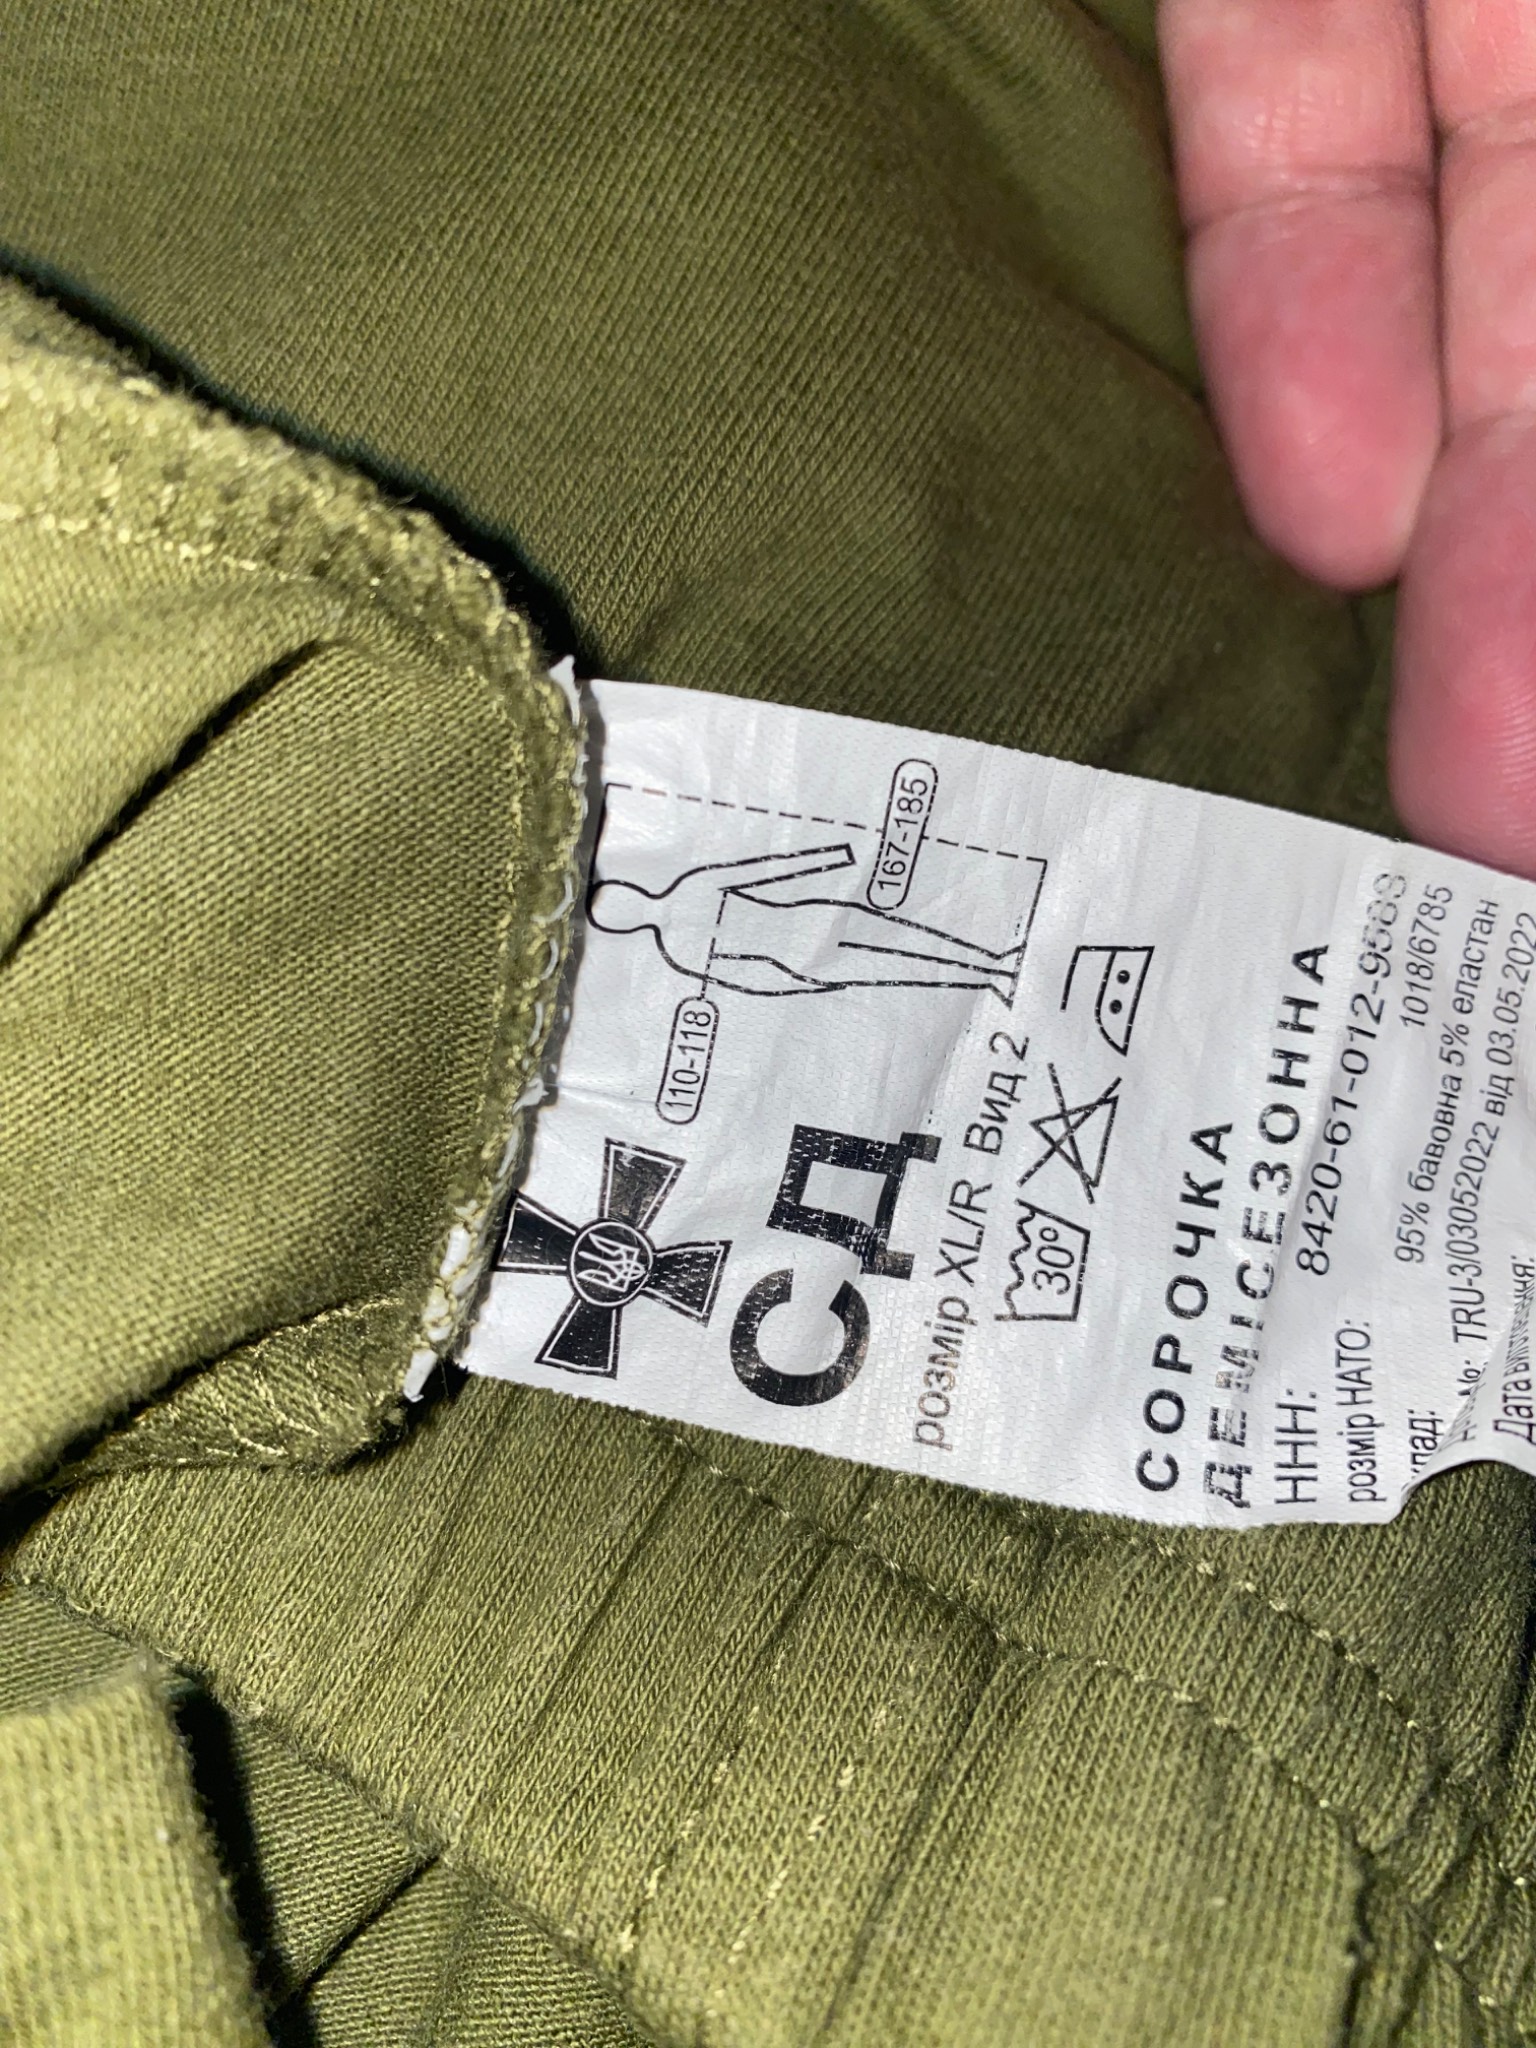 110-118
167-185
СД
розмір XL/R Вид 2
30°
СОРОЧКА
ДЕМІСЕЗОННА
ННН: 8420-61-012-9568
розмір НАТО: 1018/6785
95% бавовна 5% еластан
TRU-3/03052022 від 03.05.2022